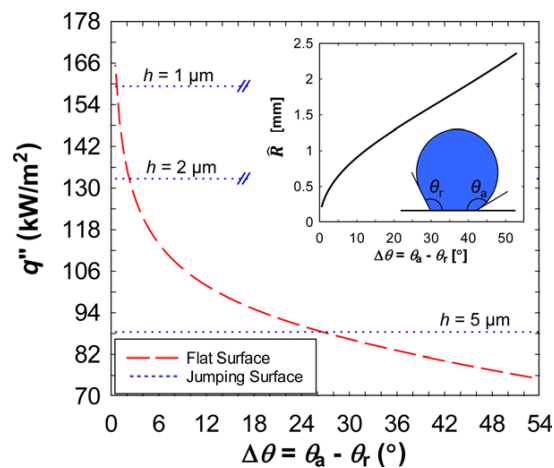 178
166
154
142
130
118
106
94
82
70
q" (kW/m²)
h = 1 µm
h = 2 µm
h = 5 µm
Flat Surface
Jumping Surface
0 6 12 18 24 30 36 42 48 54
Δθ = θa - θr (°)
2.5
2
1.5
1
0.5
0
R̂ [mm]
θr
θa
0 10 20 30 40 50
Δθ = θa - θr [°]